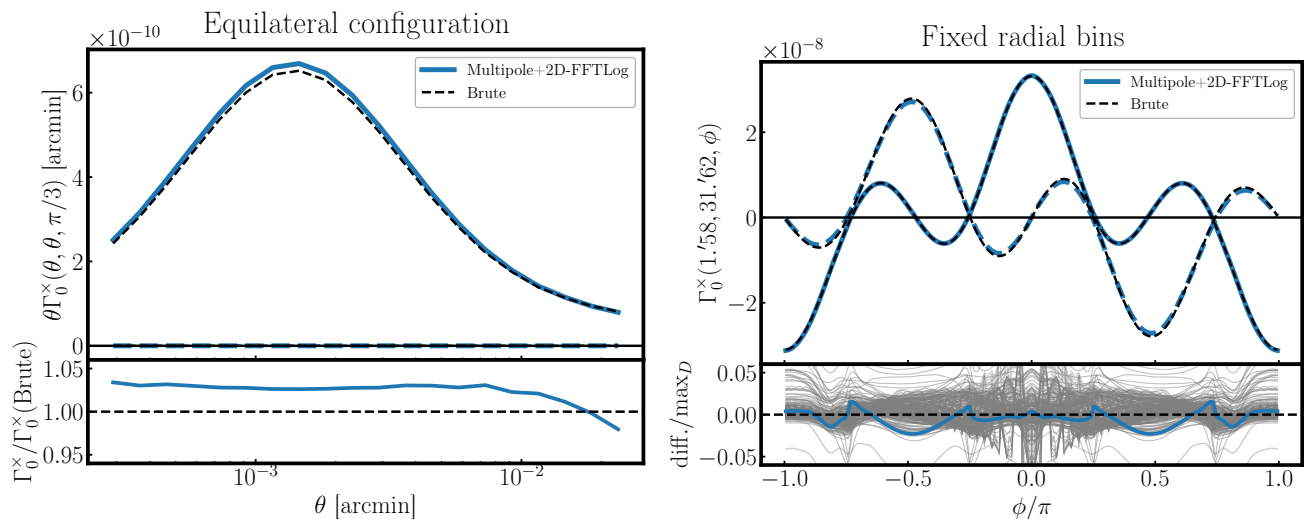 Equilateral configuration
×10⁻¹⁰
Multipole+2D-FFTLog
Brute
6
4
2
0
θΓ₀^×(θ, θ, π/3) [arcmin]
1.05
1.00
0.95
Γ₀^×/Γ₀^×(Brute)
10⁻³
10⁻²
θ [arcmin]
Fixed radial bins
×10⁻⁸
Multipole+2D-FFTLog
Brute
2
0
−2
Γ₀^×(1.′58, 31.′62, ϕ)
0.05
0.00
−0.05
diff./max_D
−1.0
−0.5
0.0
0.5
1.0
ϕ/π